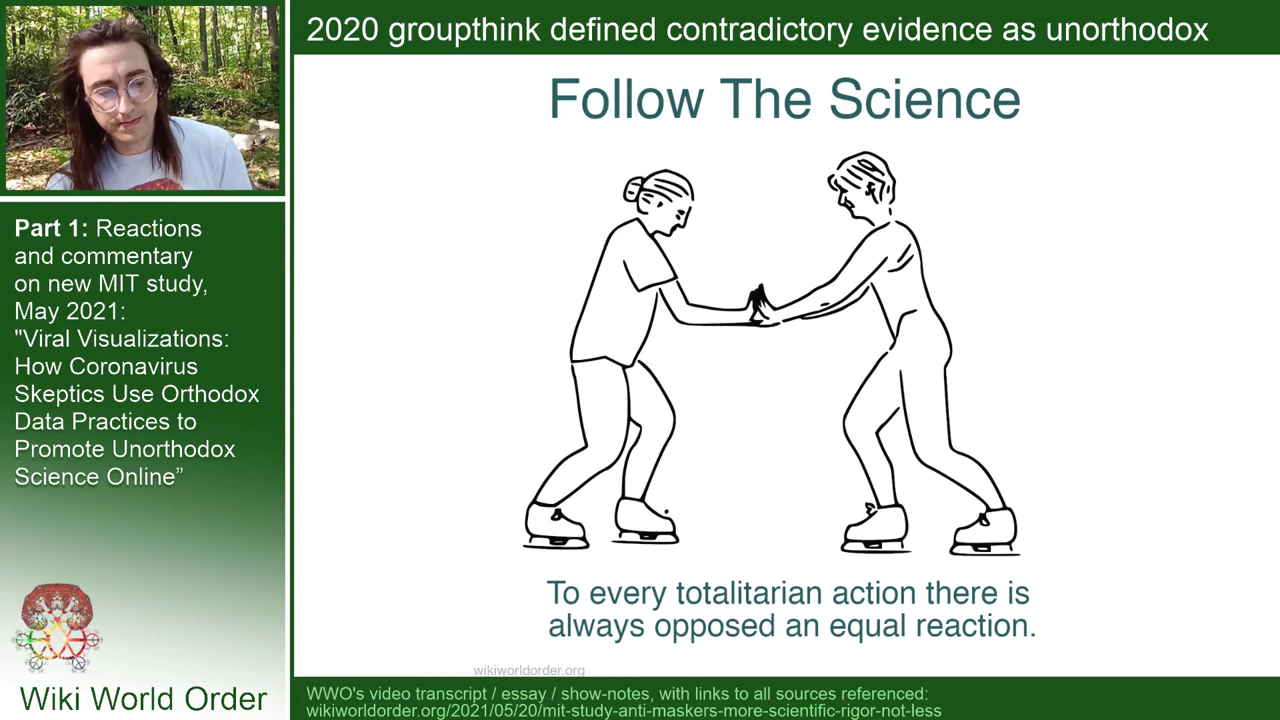 2020 groupthink defined contradictory evidence as unorthodox
Follow The Science
Part 1: Reactions
and commentary
on new MIT study,
May 2021:
"Viral Visualizations:
How Coronavirus
Skeptics Use Orthodox
Data Practices to
Promote Unorthodox
Science Online”
To every totalitarian action there is
always opposed an equal reaction.
wikiworldorder.org
Wiki World Order
WWO's video transcript / essay / show-notes, with links to all sources referenced:
wikiworldorder.org/2021/05/20/mit-study-anti-maskers-more-scientific-rigor-not-less